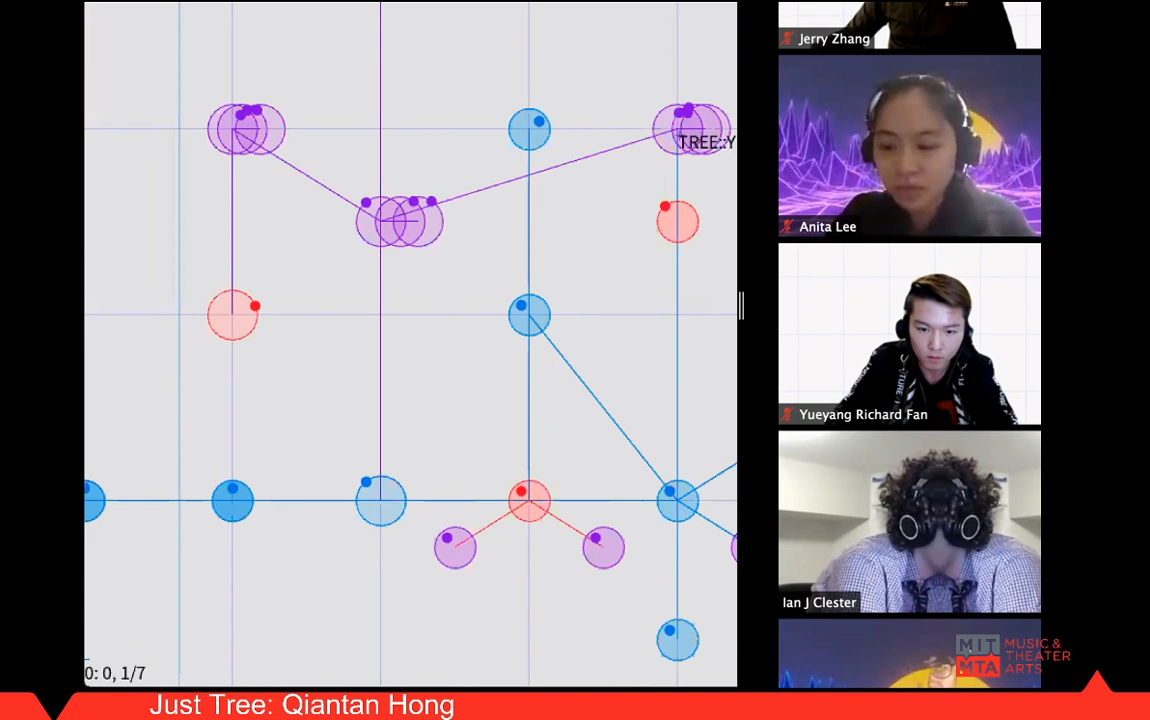 Jerry Zhang
TREE::Y
Anita Lee
Yueyang Richard Fan
Ian J Clester
0: 0, 1/7
MIT MUSIC &
MTA THEATER
ARTS
Just Tree: Qiantan Hong